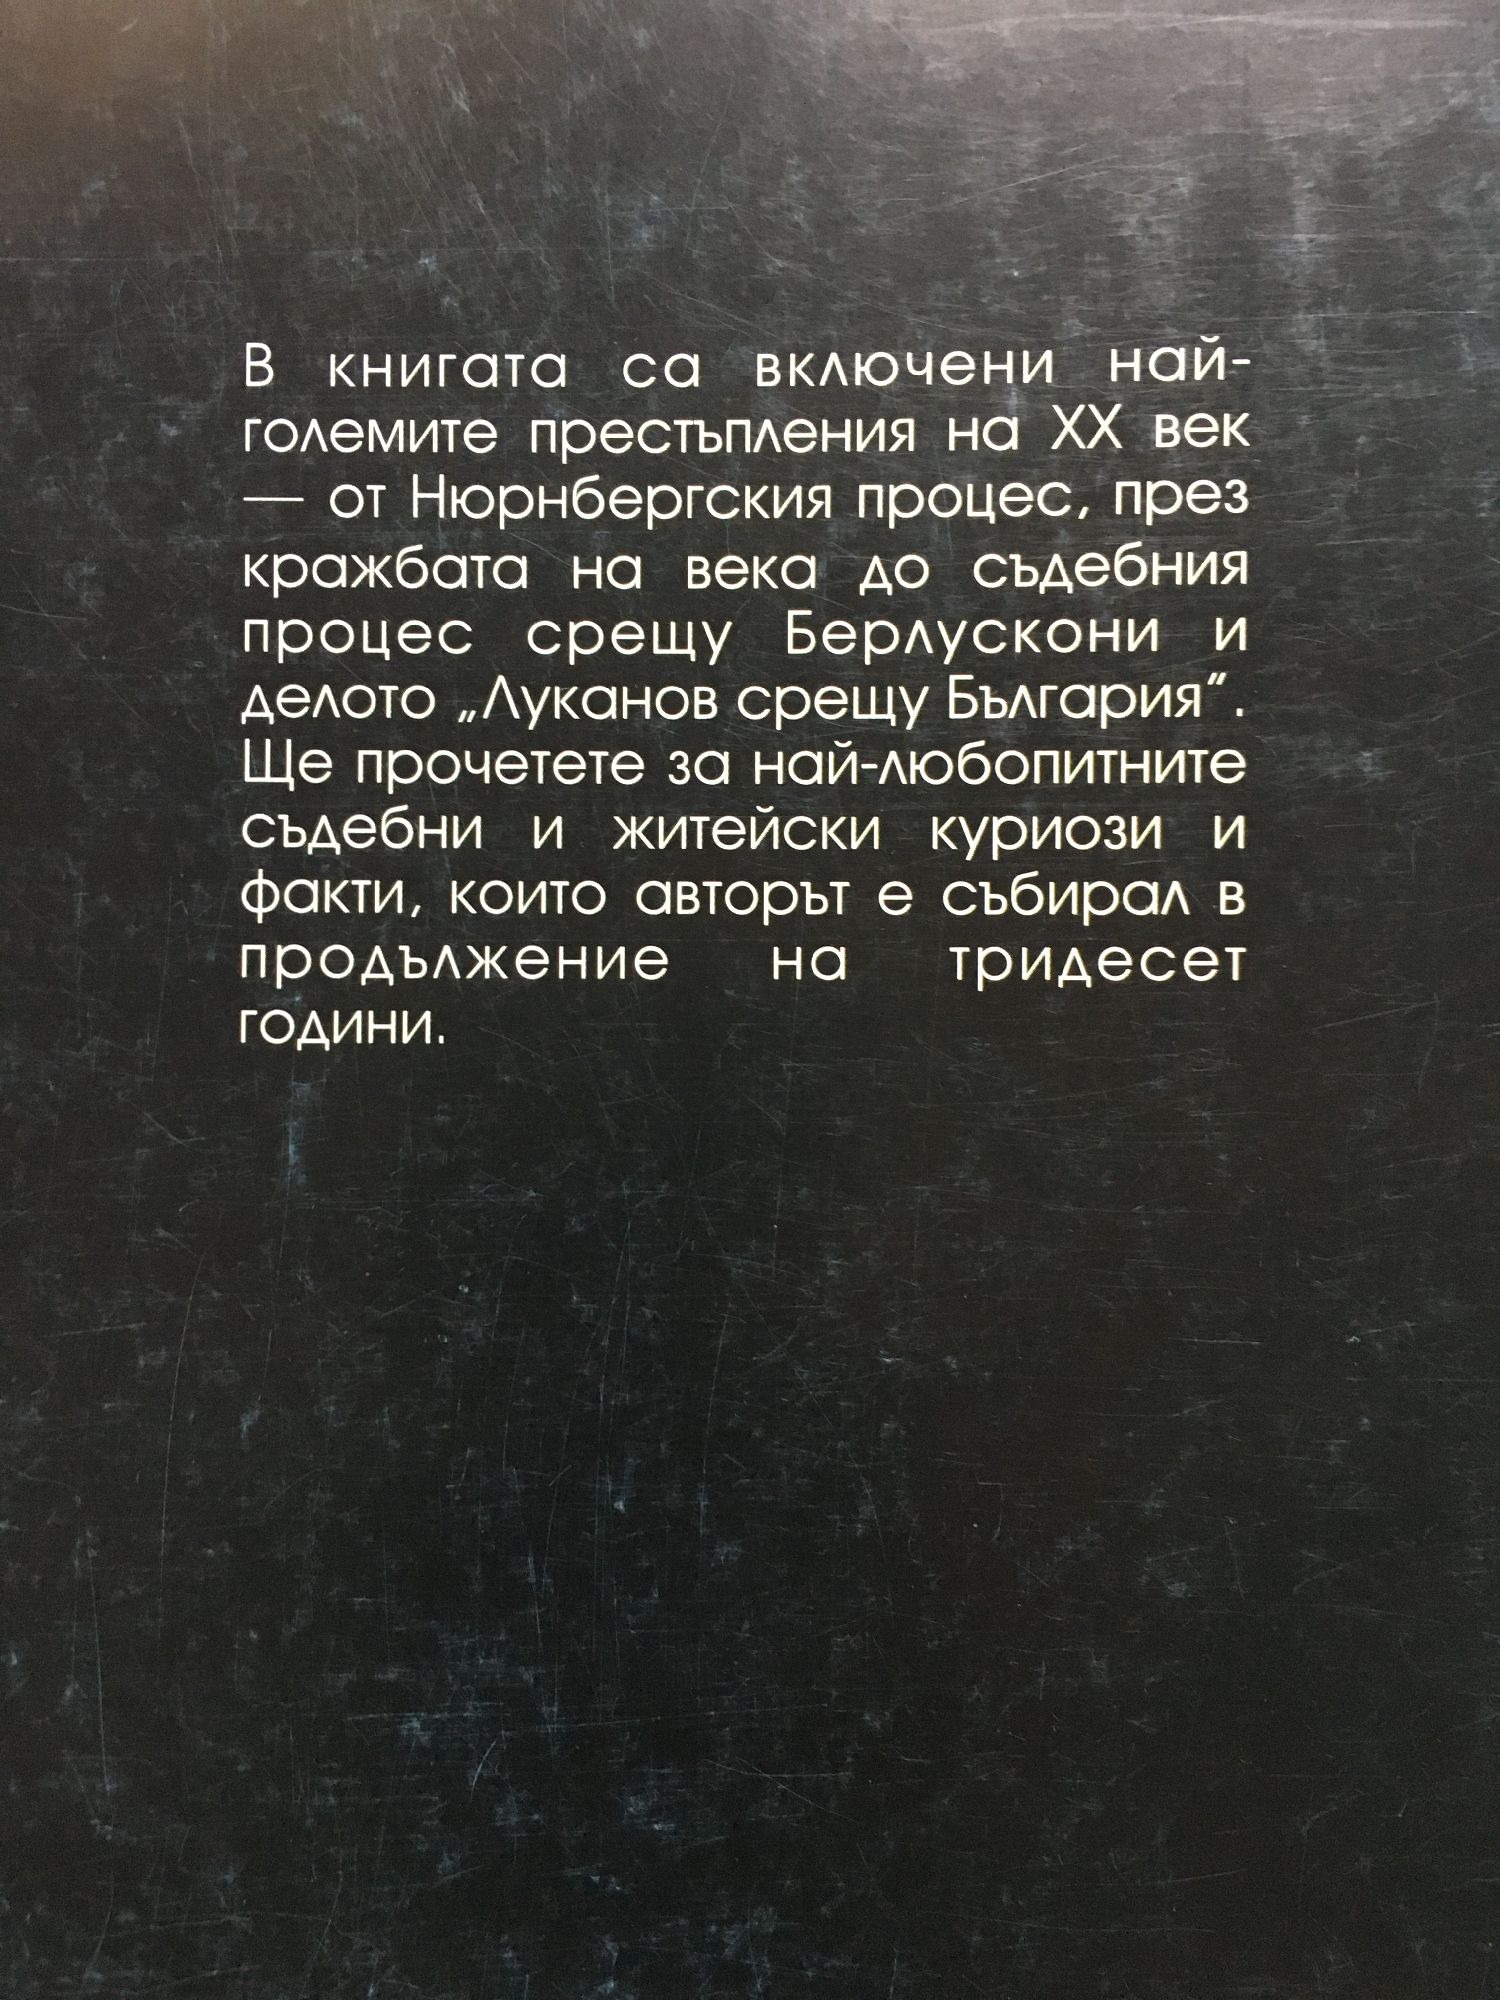 В книгата са включени най-
големите престъпления на XX век
— от Нюрнбергския процес, през
кражбата на века до съдебния
процес срещу Берлускони и
делото „Луканов срещу България”.
Ще прочетете за най-любопитните
съдебни и житейски куриози и
факти, които авторът е събирал в
продължение на тридесет
години.